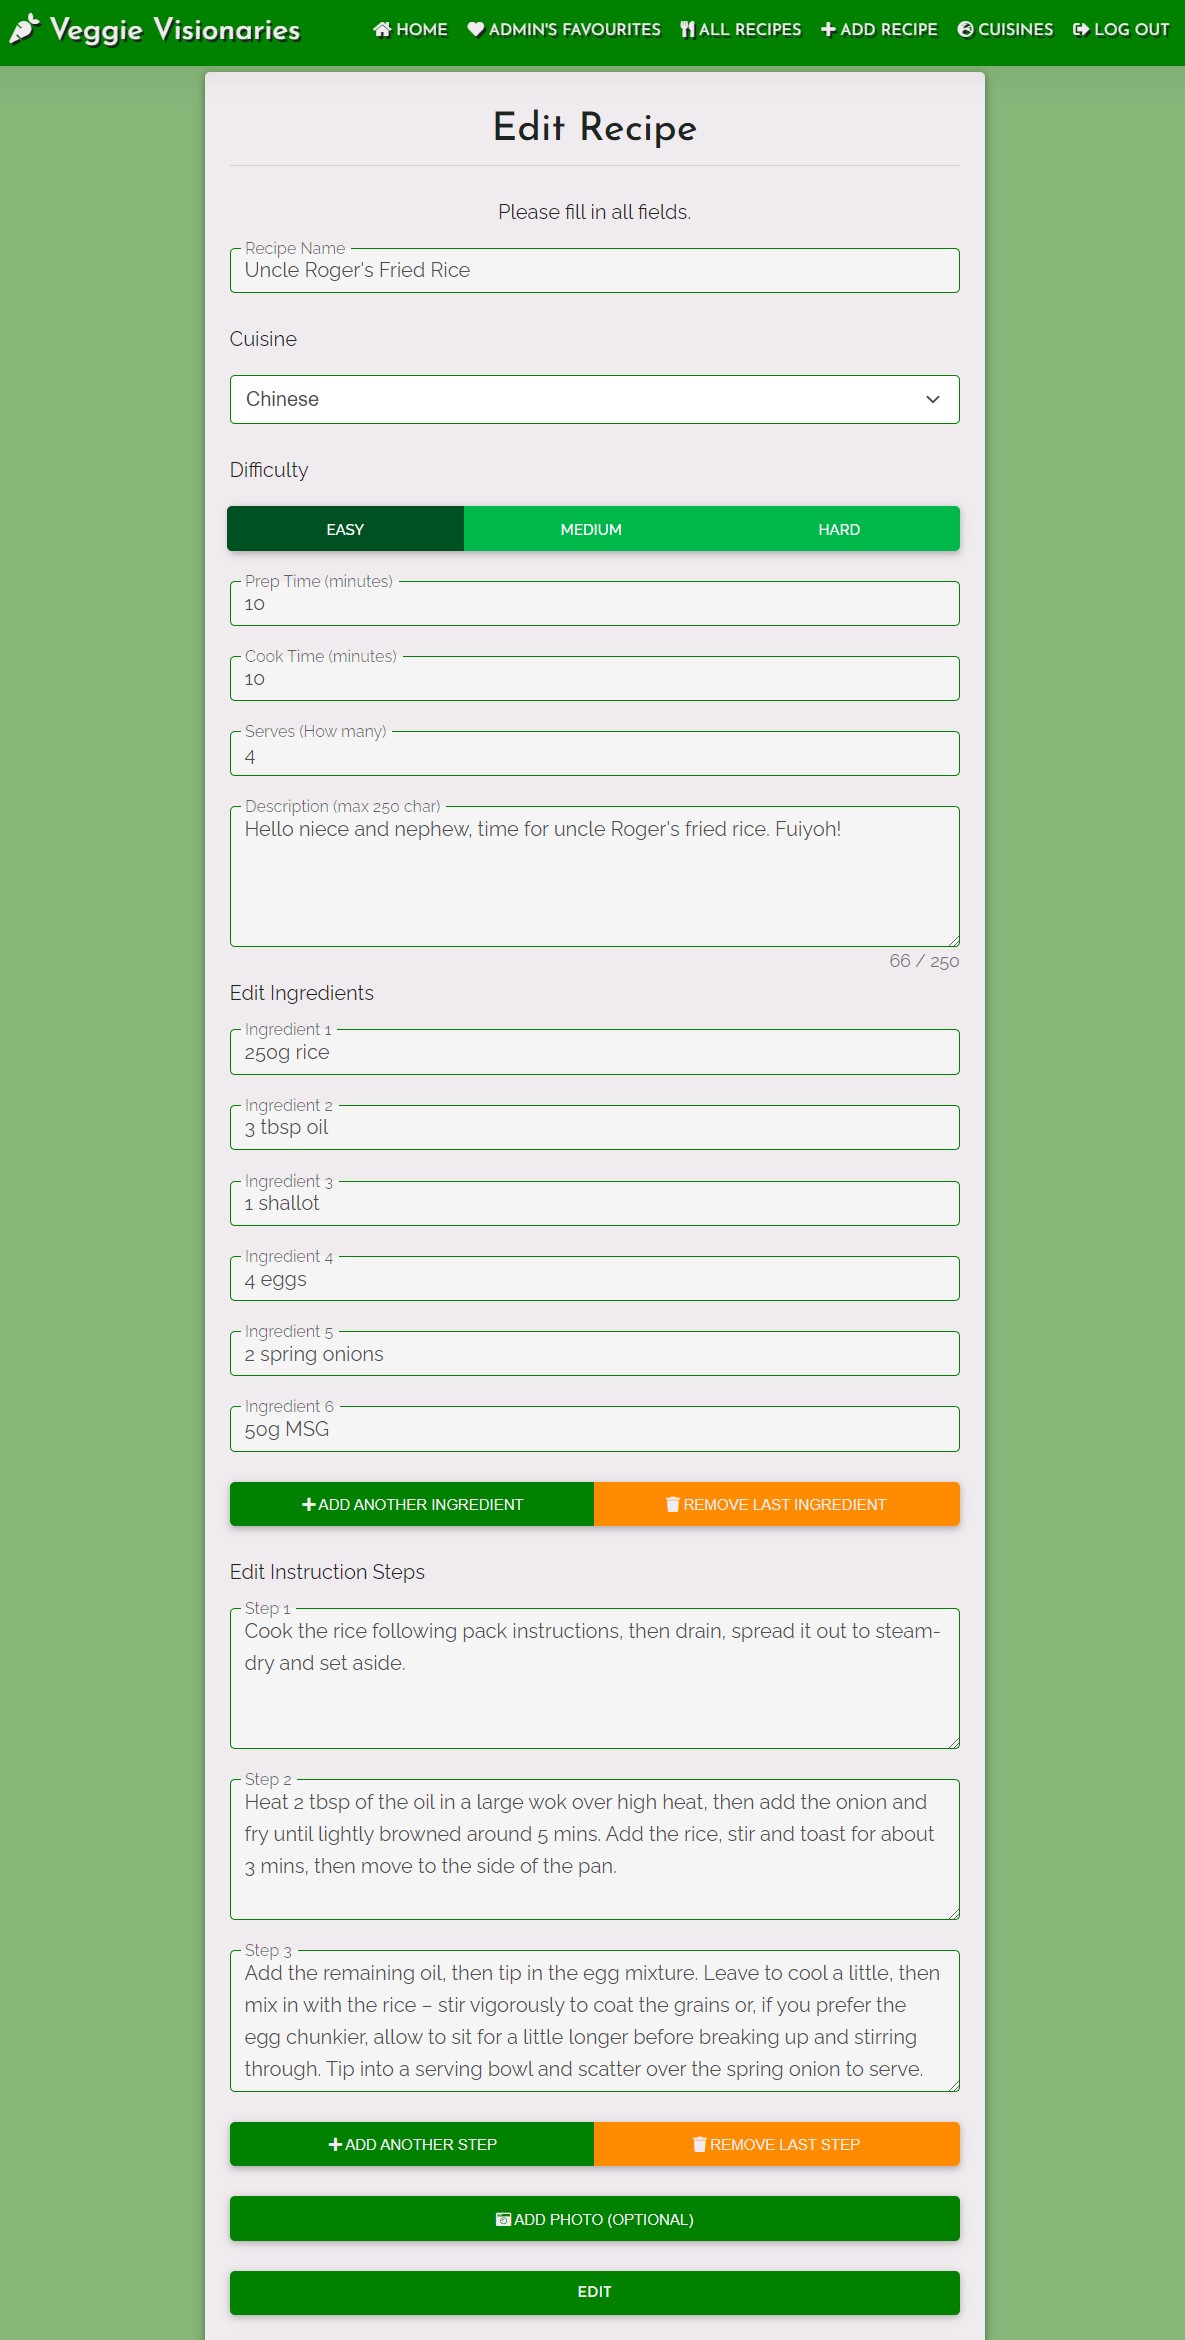 Veggie Visionaries
HOME
ADMIN'S FAVOURITES
ALL RECIPES
ADD RECIPE
CUISINES
LOG OUT
Edit Recipe
Please fill in all fields.
Recipe Name
Uncle Roger's Fried Rice
Cuisine
Chinese
Difficulty
EASY
MEDIUM
HARD
Prep Time (minutes)
10
Cook Time (minutes)
10
Serves (How many)
4
Description (max 250 char)
Hello niece and nephew, time for uncle Roger's fried rice. Fuiyoh!
66 / 250
Edit Ingredients
Ingredient 1
250g rice
Ingredient 2
3 tbsp oil
Ingredient 3
1 shallot
Ingredient 4
4 eggs
Ingredient 5
2 spring onions
Ingredient 6
50g MSG
ADD ANOTHER INGREDIENT
REMOVE LAST INGREDIENT
Edit Instruction Steps
Step 1
Cook the rice following pack instructions, then drain, spread it out to steam-
dry and set aside.
Step 2
Heat 2 tbsp of the oil in a large wok over high heat, then add the onion and
fry until lightly browned around 5 mins. Add the rice, stir and toast for about
3 mins, then move to the side of the pan.
Step 3
Add the remaining oil, then tip in the egg mixture. Leave to cool a little, then
mix in with the rice – stir vigorously to coat the grains or, if you prefer the
egg chunkier, allow to sit for a little longer before breaking up and stirring
through. Tip into a serving bowl and scatter over the spring onion to serve.
ADD ANOTHER STEP
REMOVE LAST STEP
ADD PHOTO (OPTIONAL)
EDIT